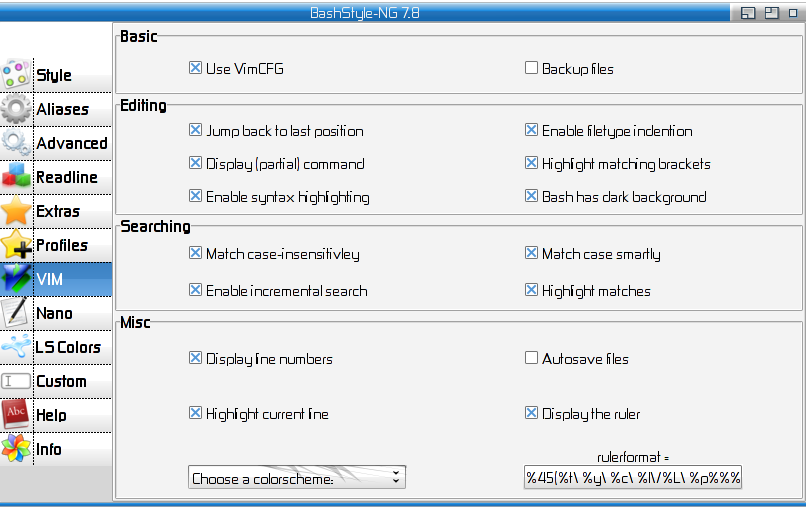 BashStyle-NG 7.8
Style
Aliases
Advanced
Readline
Extras
Profiles
VIM
Nano
LS Colors
Custom
Abc
Help
Info
Basic
Use VimCFG
Backup files
Editing
Jump back to last position
Enable filetype indention
Display (partial) command
Highlight matching brackets
Enable syntax highlighting
Bash has dark background
Searching
Match case-insensitivley
Match case smartly
Enable incremental search
Highlight matches
Misc
Display line numbers
Autosave files
Highlight current line
Display the ruler
rulerformat =
Choose a colorscheme:
%45(%t\ %y\ %c\ %l\/%L\ %p%%%